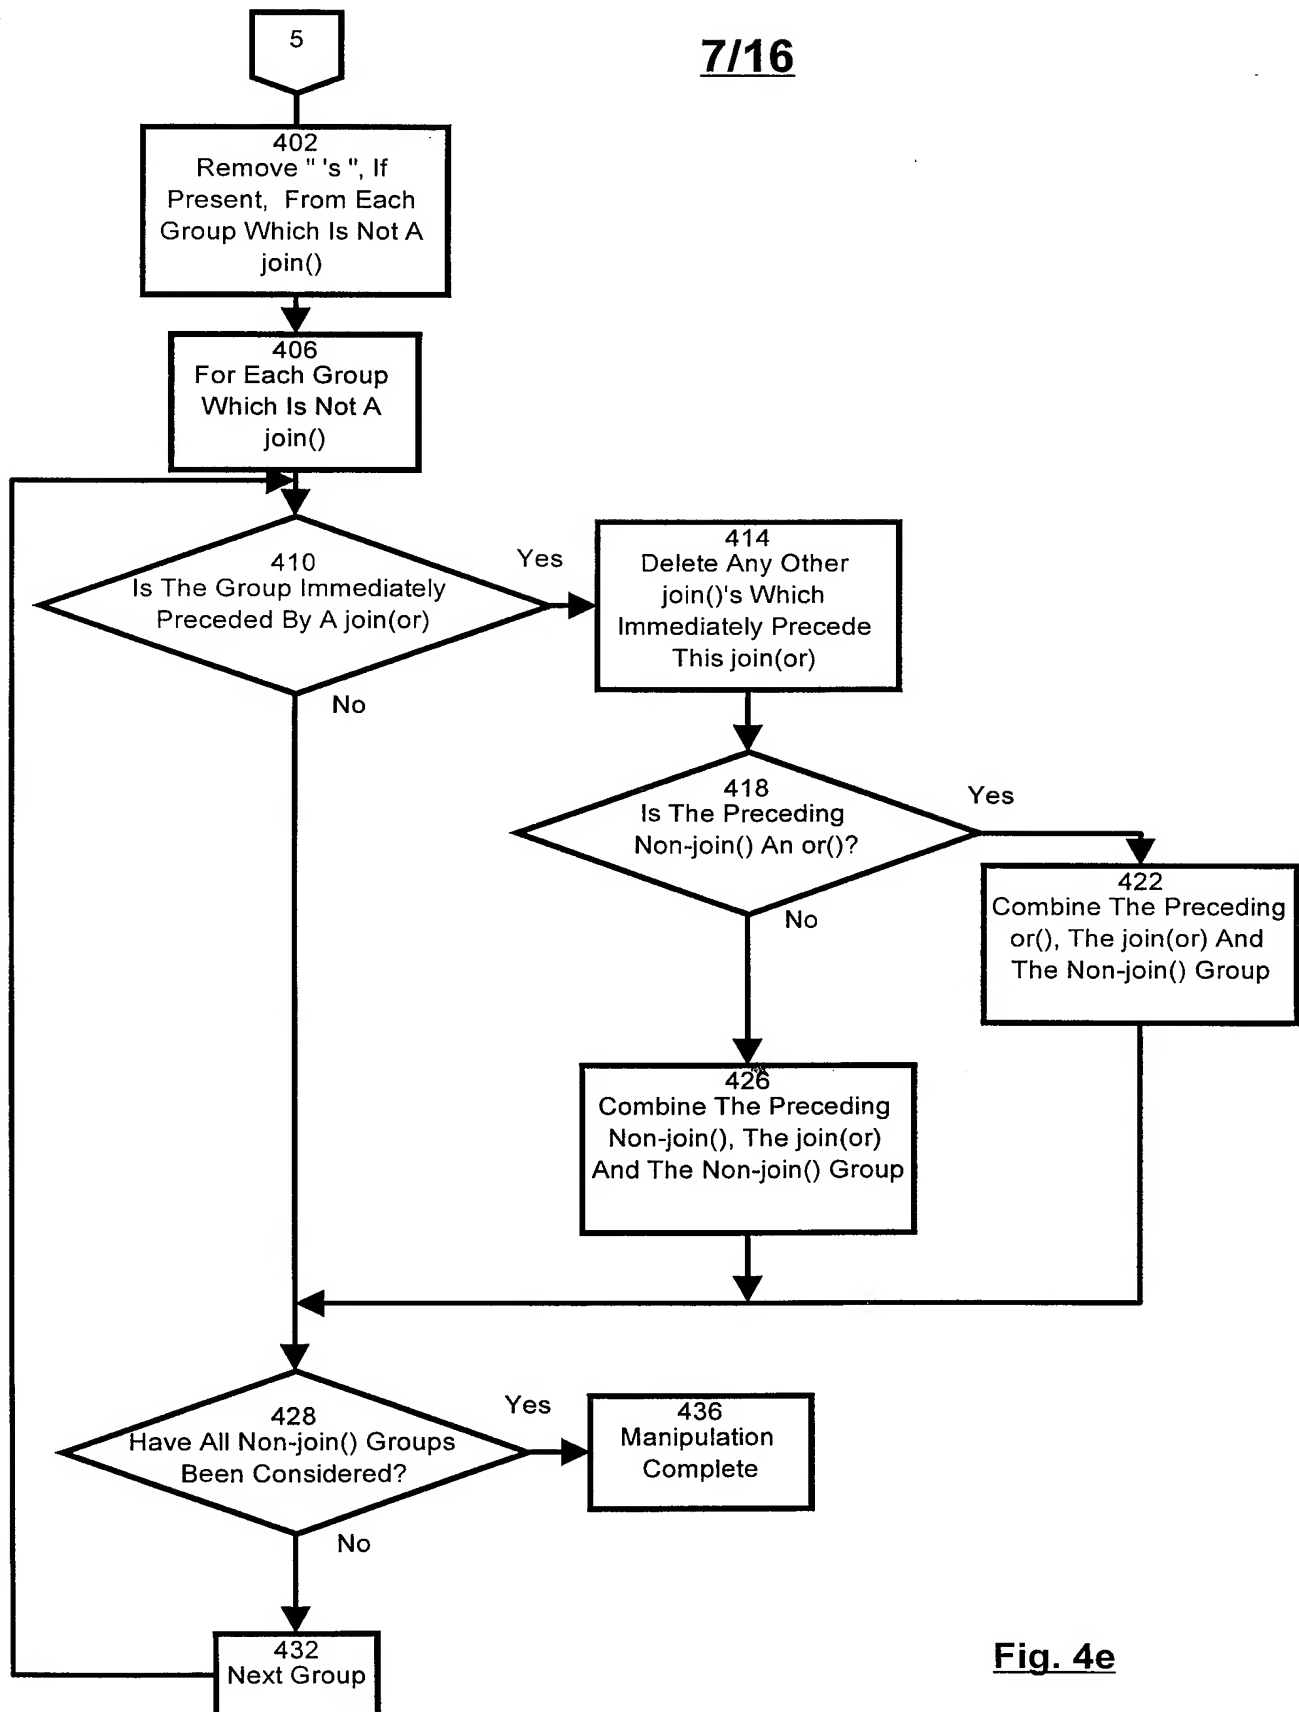 5
7/16
402
Remove " 's ", If
Present, From Each
Group Which Is Not A
join()
406
For Each Group
Which Is Not A
join()
410
Is The Group Immediately
Preceded By A join(or)
Yes
No
414
Delete Any Other
join()'s Which
Immediately Precede
This join(or)
418
Is The Preceding
Non-join() An or()?
Yes
No
422
Combine The Preceding
or(), The join(or) And
The Non-join() Group
426
Combine The Preceding
Non-join(), The join(or)
And The Non-join() Group
428
Have All Non-join() Groups
Been Considered?
Yes
No
436
Manipulation
Complete
432
Next Group
Fig. 4e